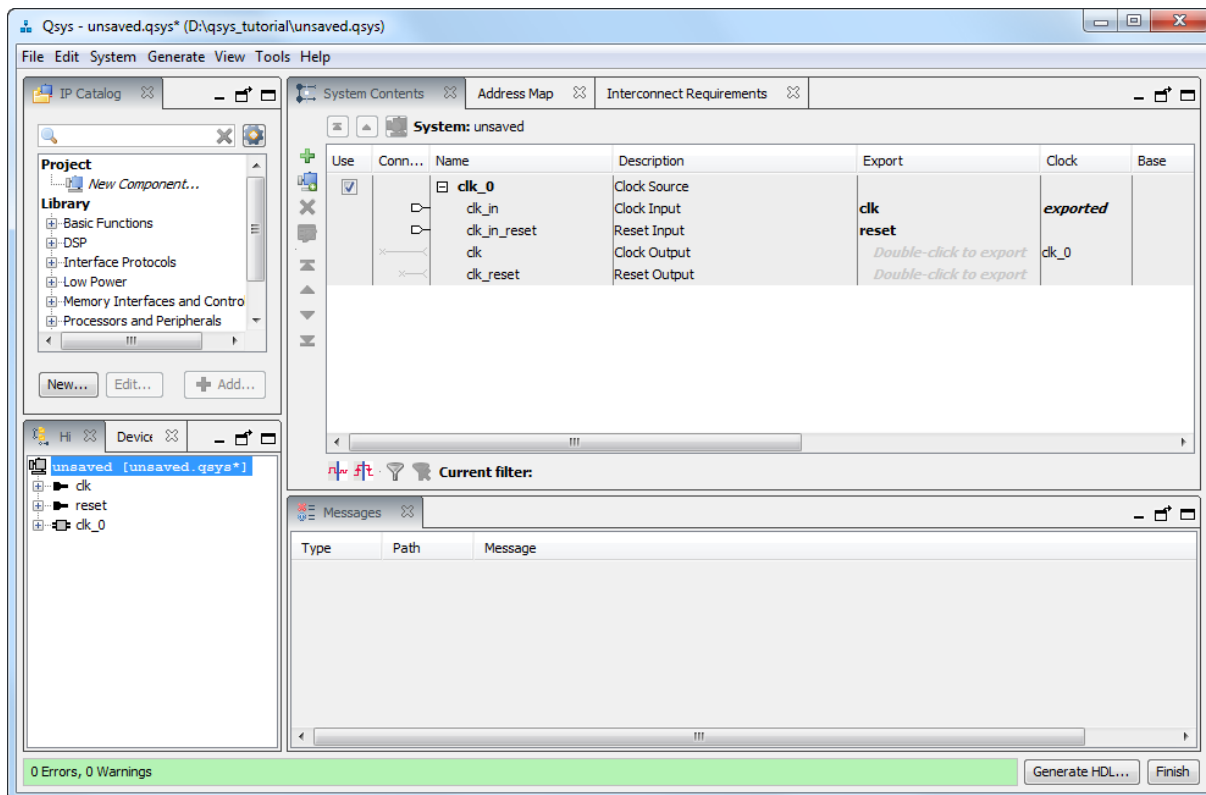 Qsys - unsaved.qsys* (D:\qsys_tutorial\unsaved.qsys)
File Edit System Generate View Tools Help
IP Catalog
Project
New Component...
Library
Basic Functions
DSP
Interface Protocols
Low Power
Memory Interfaces and Contro
Processors and Peripherals
New... Edit... Add...
System Contents Address Map Interconnect Requirements
System: unsaved
Use Conn... Name Description Export Clock Base
clk_0 Clock Source
clk_in Clock Input clk exported
clk_in_reset Reset Input reset
clk Clock Output Double-click to export clk_0
clk_reset Reset Output Double-click to export
Current filter:
Hi Device
unsaved [unsaved.qsys*]
clk
reset
clk_0
Messages
Type Path Message
0 Errors, 0 Warnings
Generate HDL... Finish